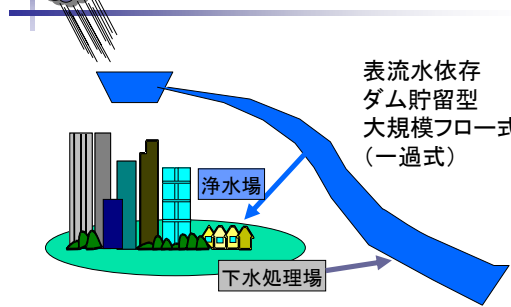 表流水依存
ダム貯留型
大規模フロー式
（一過式）
浄水場
下水処理場